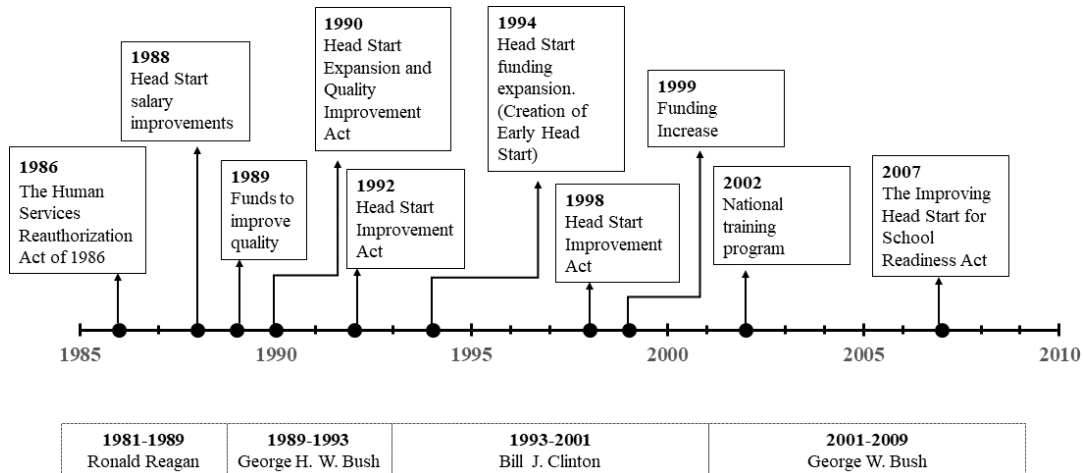 1986
The Human
Services
Reauthorization
Act of 1986
1988
Head Start
salary
improvements
1989
Funds to
improve
quality
1990
Head Start
Expansion and
Quality
Improvement
Act
1992
Head Start
Improvement
Act
1994
Head Start
funding
expansion.
(Creation of
Early Head
Start)
1998
Head Start
Improvement
Act
1999
Funding
Increase
2002
National
training
program
2007
The Improving
Head Start for
School
Readiness Act
1985
1990
1995
2000
2005
2010
1981-1989
Ronald Reagan
1989-1993
George H. W. Bush
1993-2001
Bill J. Clinton
2001-2009
George W. Bush